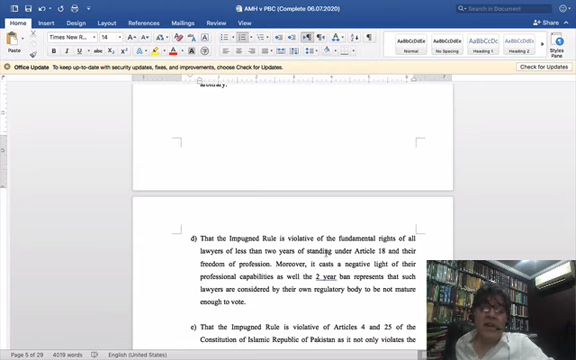 AMH v PBC (Complete 06.07.2020)
Search in Document
Home Insert Design Layout References Mailings Review View Share
Paste Times New R... 14 Normal No Spacing Heading 1 Heading 2 Styles Pane
Office Update To keep up-to-date with security updates, fixes, and improvements, choose Check for Updates. Check for Updates
arbitrary.
d) That the Impugned Rule is violative of the fundamental rights of all
lawyers of less than two years of standing under Article 18 and their
freedom of profession. Moreover, it casts a negative light of their
professional capabilities as well the 2 year ban represents that such
lawyers are considered by their own regulatory body to be not mature
enough to vote.
e) That the Impugned Rule is violative of Articles 4 and 25 of the
Constitution of Islamic Republic of Pakistan as it not only violates the
Page 5 of 29 4019 words English (United States)